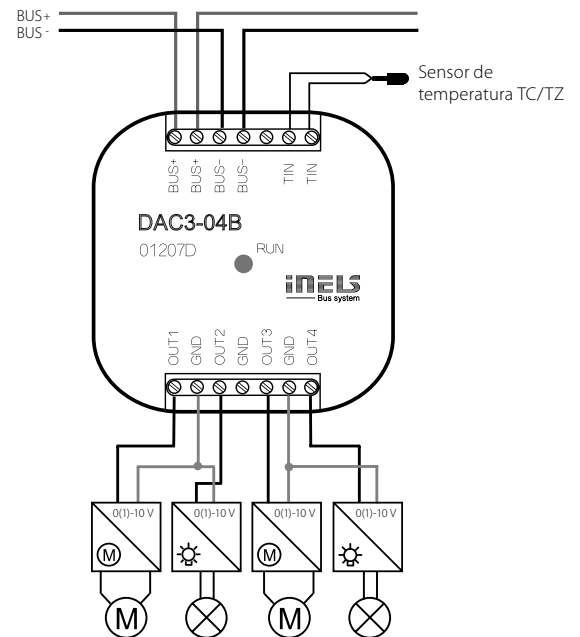 BUS+
BUS -
Sensor de
temperatura TC/TZ
BUS+ BUS+ BUS- BUS- TIN TIN
DAC3-04B
01207D
RUN
iNELS
Bus system
OUT1 GND OUT2 GND OUT3 GND OUT4
0(1)-10 V 0(1)-10 V 0(1)-10 V 0(1)-10 V
M M
M M